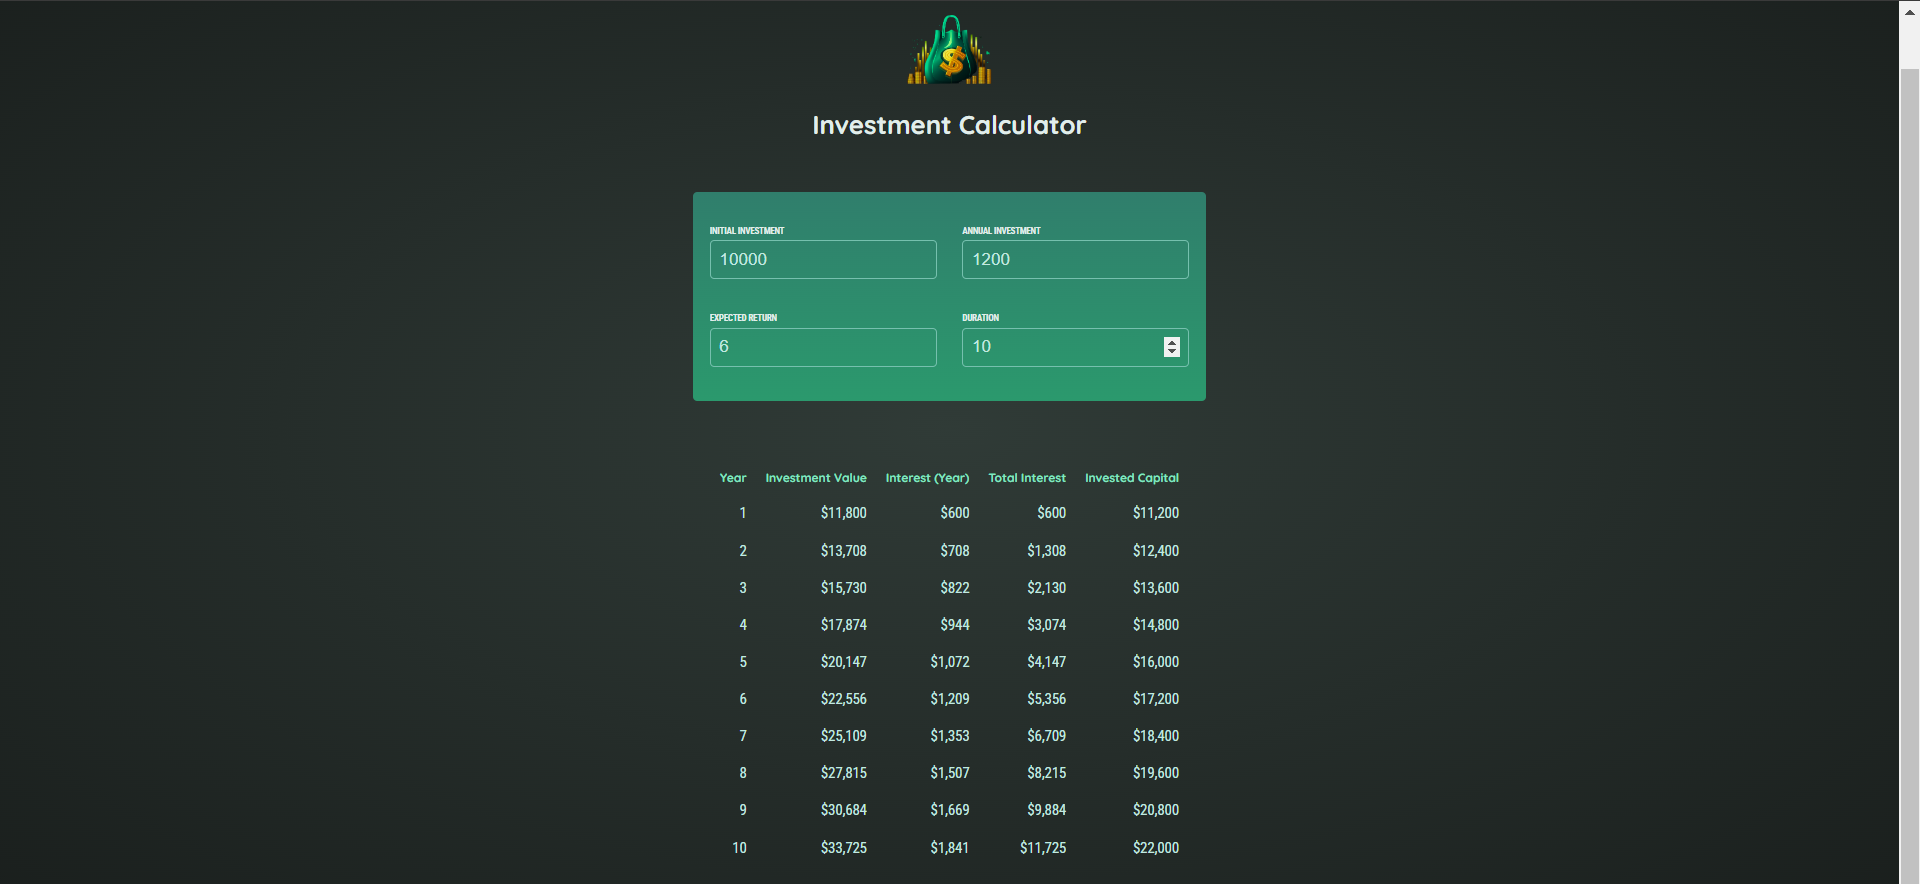 $
Investment Calculator
INITIAL INVESTMENT ANNUAL INVESTMENT
10000 1200
EXPECTED RETURN DURATION
6 10
Year Investment Value Interest (Year) Total Interest Invested Capital
1 $11,800 $600 $600 $11,200
2 $13,708 $708 $1,308 $12,400
3 $15,730 $822 $2,130 $13,600
4 $17,874 $944 $3,074 $14,800
5 $20,147 $1,072 $4,147 $16,000
6 $22,556 $1,209 $5,356 $17,200
7 $25,109 $1,353 $6,709 $18,400
8 $27,815 $1,507 $8,215 $19,600
9 $30,684 $1,669 $9,884 $20,800
10 $33,725 $1,841 $11,725 $22,000